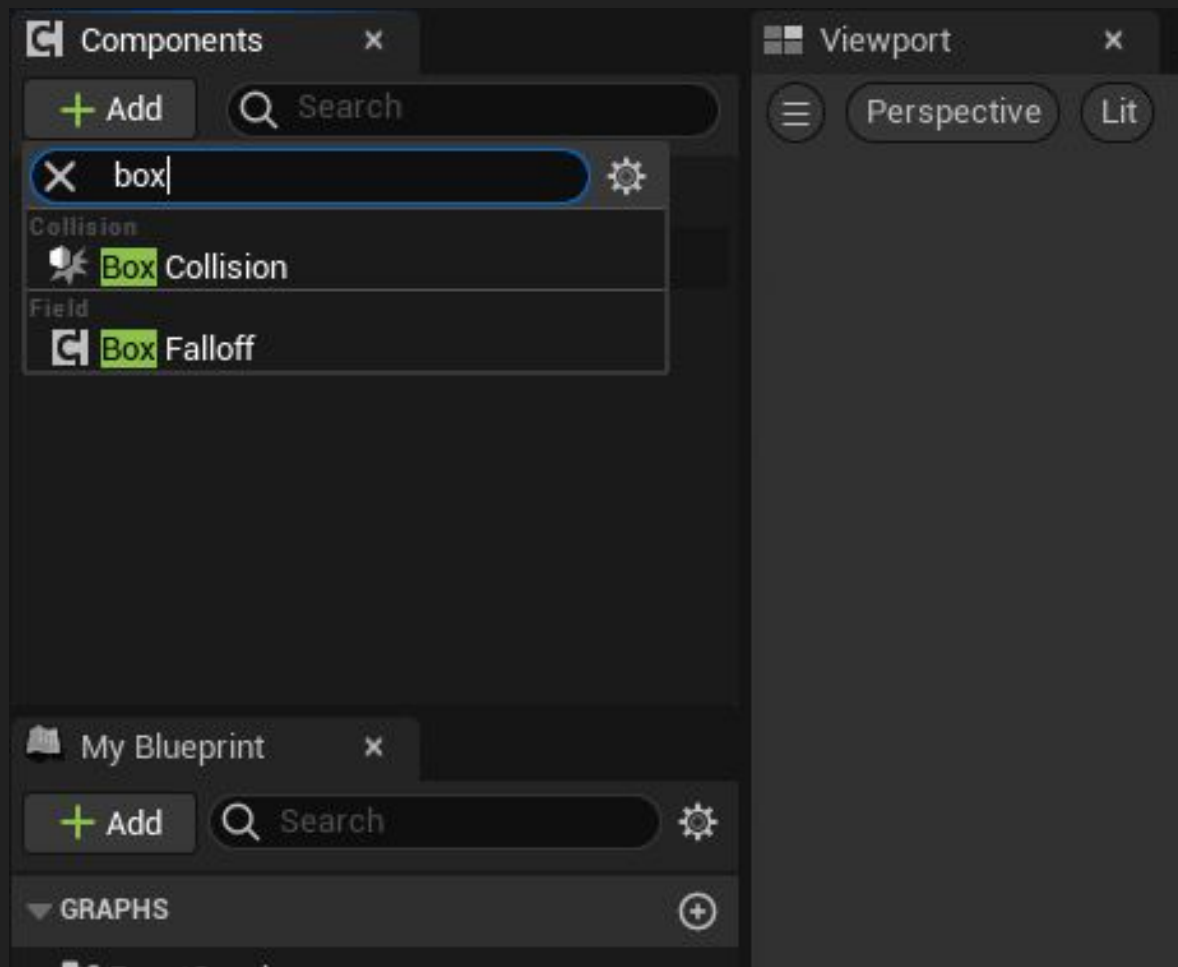 Components
Add
Search
box
Collision
Box Collision
Field
Box Falloff
My Blueprint
Add
Search
GRAPHS
Viewport
Perspective
Lit